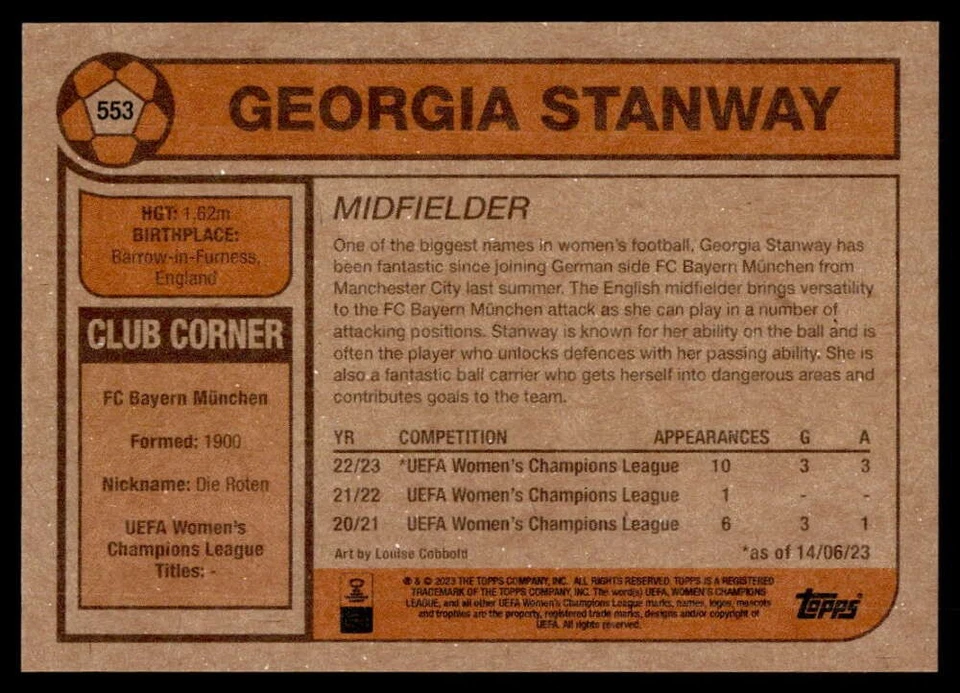 553
GEORGIA STANWAY
HGT: 1.62m
BIRTHPLACE:
Barrow-in-Furness,
England
CLUB CORNER
FC Bayern München
Formed: 1900
Nickname: Die Roten
UEFA Women's
Champions League
Titles: -
MIDFIELDER
One of the biggest names in women's football, Georgia Stanway has
been fantastic since joining German side FC Bayern München from
Manchester City last summer. The English midfielder brings versatility
to the FC Bayern München attack as she can play in a number of
attacking positions. Stanway is known for her ability on the ball and is
often the player who unlocks defences with her passing ability. She is
also a fantastic ball carrier who gets herself into dangerous areas and
contributes goals to the team.
YR COMPETITION APPEARANCES G A
22/23 *UEFA Women's Champions League 10 3 3
21/22 UEFA Women's Champions League 1 - -
20/21 UEFA Women's Champions League 6 3 1
Art by Louise Cobbold *as of 14/06/23
® & © 2023 THE TOPPS COMPANY, INC. ALL RIGHTS RESERVED. TOPPS IS A REGISTERED
TRADEMARK OF THE TOPPS COMPANY, INC. The word(s) UEFA, WOMEN'S CHAMPIONS
LEAGUE, and all other UEFA Women's Champions League marks, names, logos, mascots
and trophies are the property, registered trade marks, designs and/or copyright of
UEFA. All rights reserved.
TOPPS